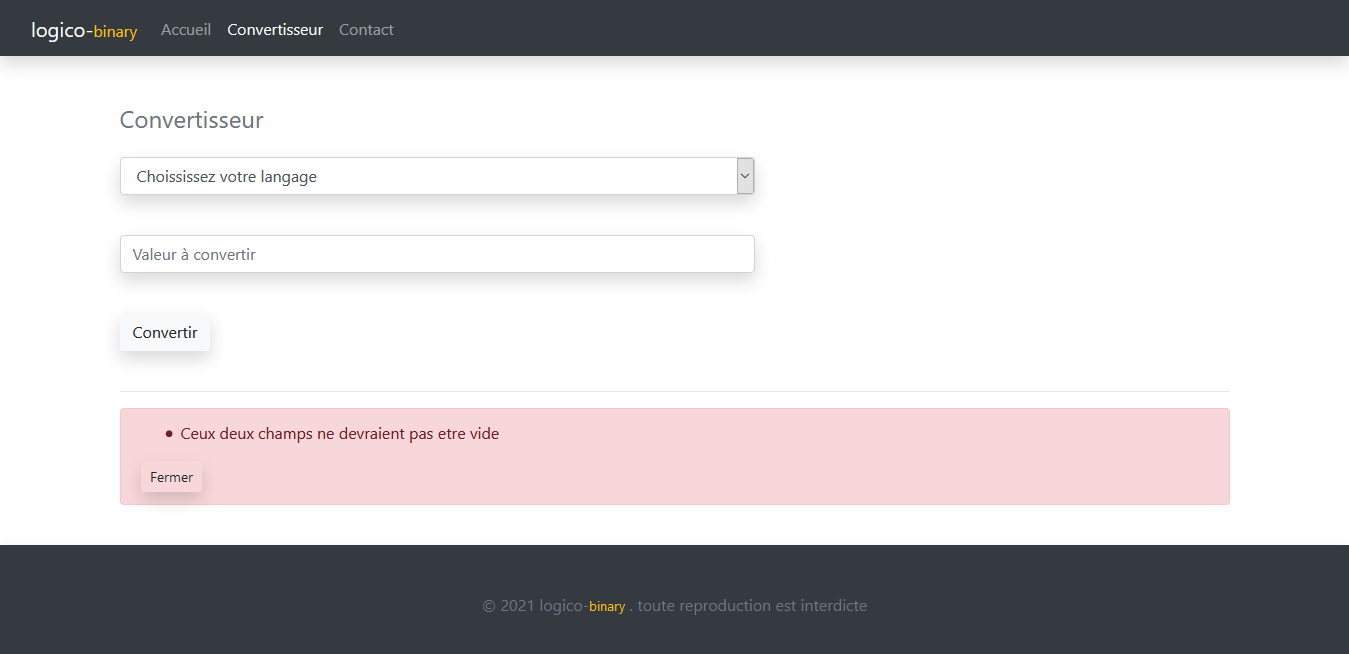 logico-binary Accueil Convertisseur Contact
Convertisseur
Choississez votre langage
Valeur à convertir
Convertir
Ceux deux champs ne devraient pas etre vide
Fermer
© 2021 logico-binary . toute reproduction est interdicte